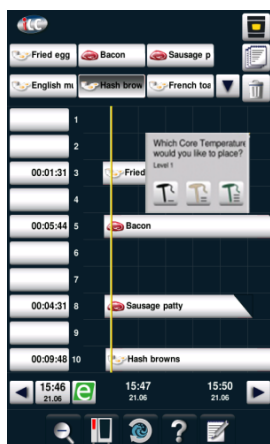 icc
Fried egg
Bacon
Sausage p
English mu
Hash brow
French toa
1
2
00:01:31 3 Fried
4
00:05:44 5 Bacon
6
7
00:04:31 8 Sausage patty
9
00:09:48 10 Hash browns
Which Core Temperature
would you like to place?
Level 1
15:46
21.06
e
15:47
21.06
15:50
21.06
?